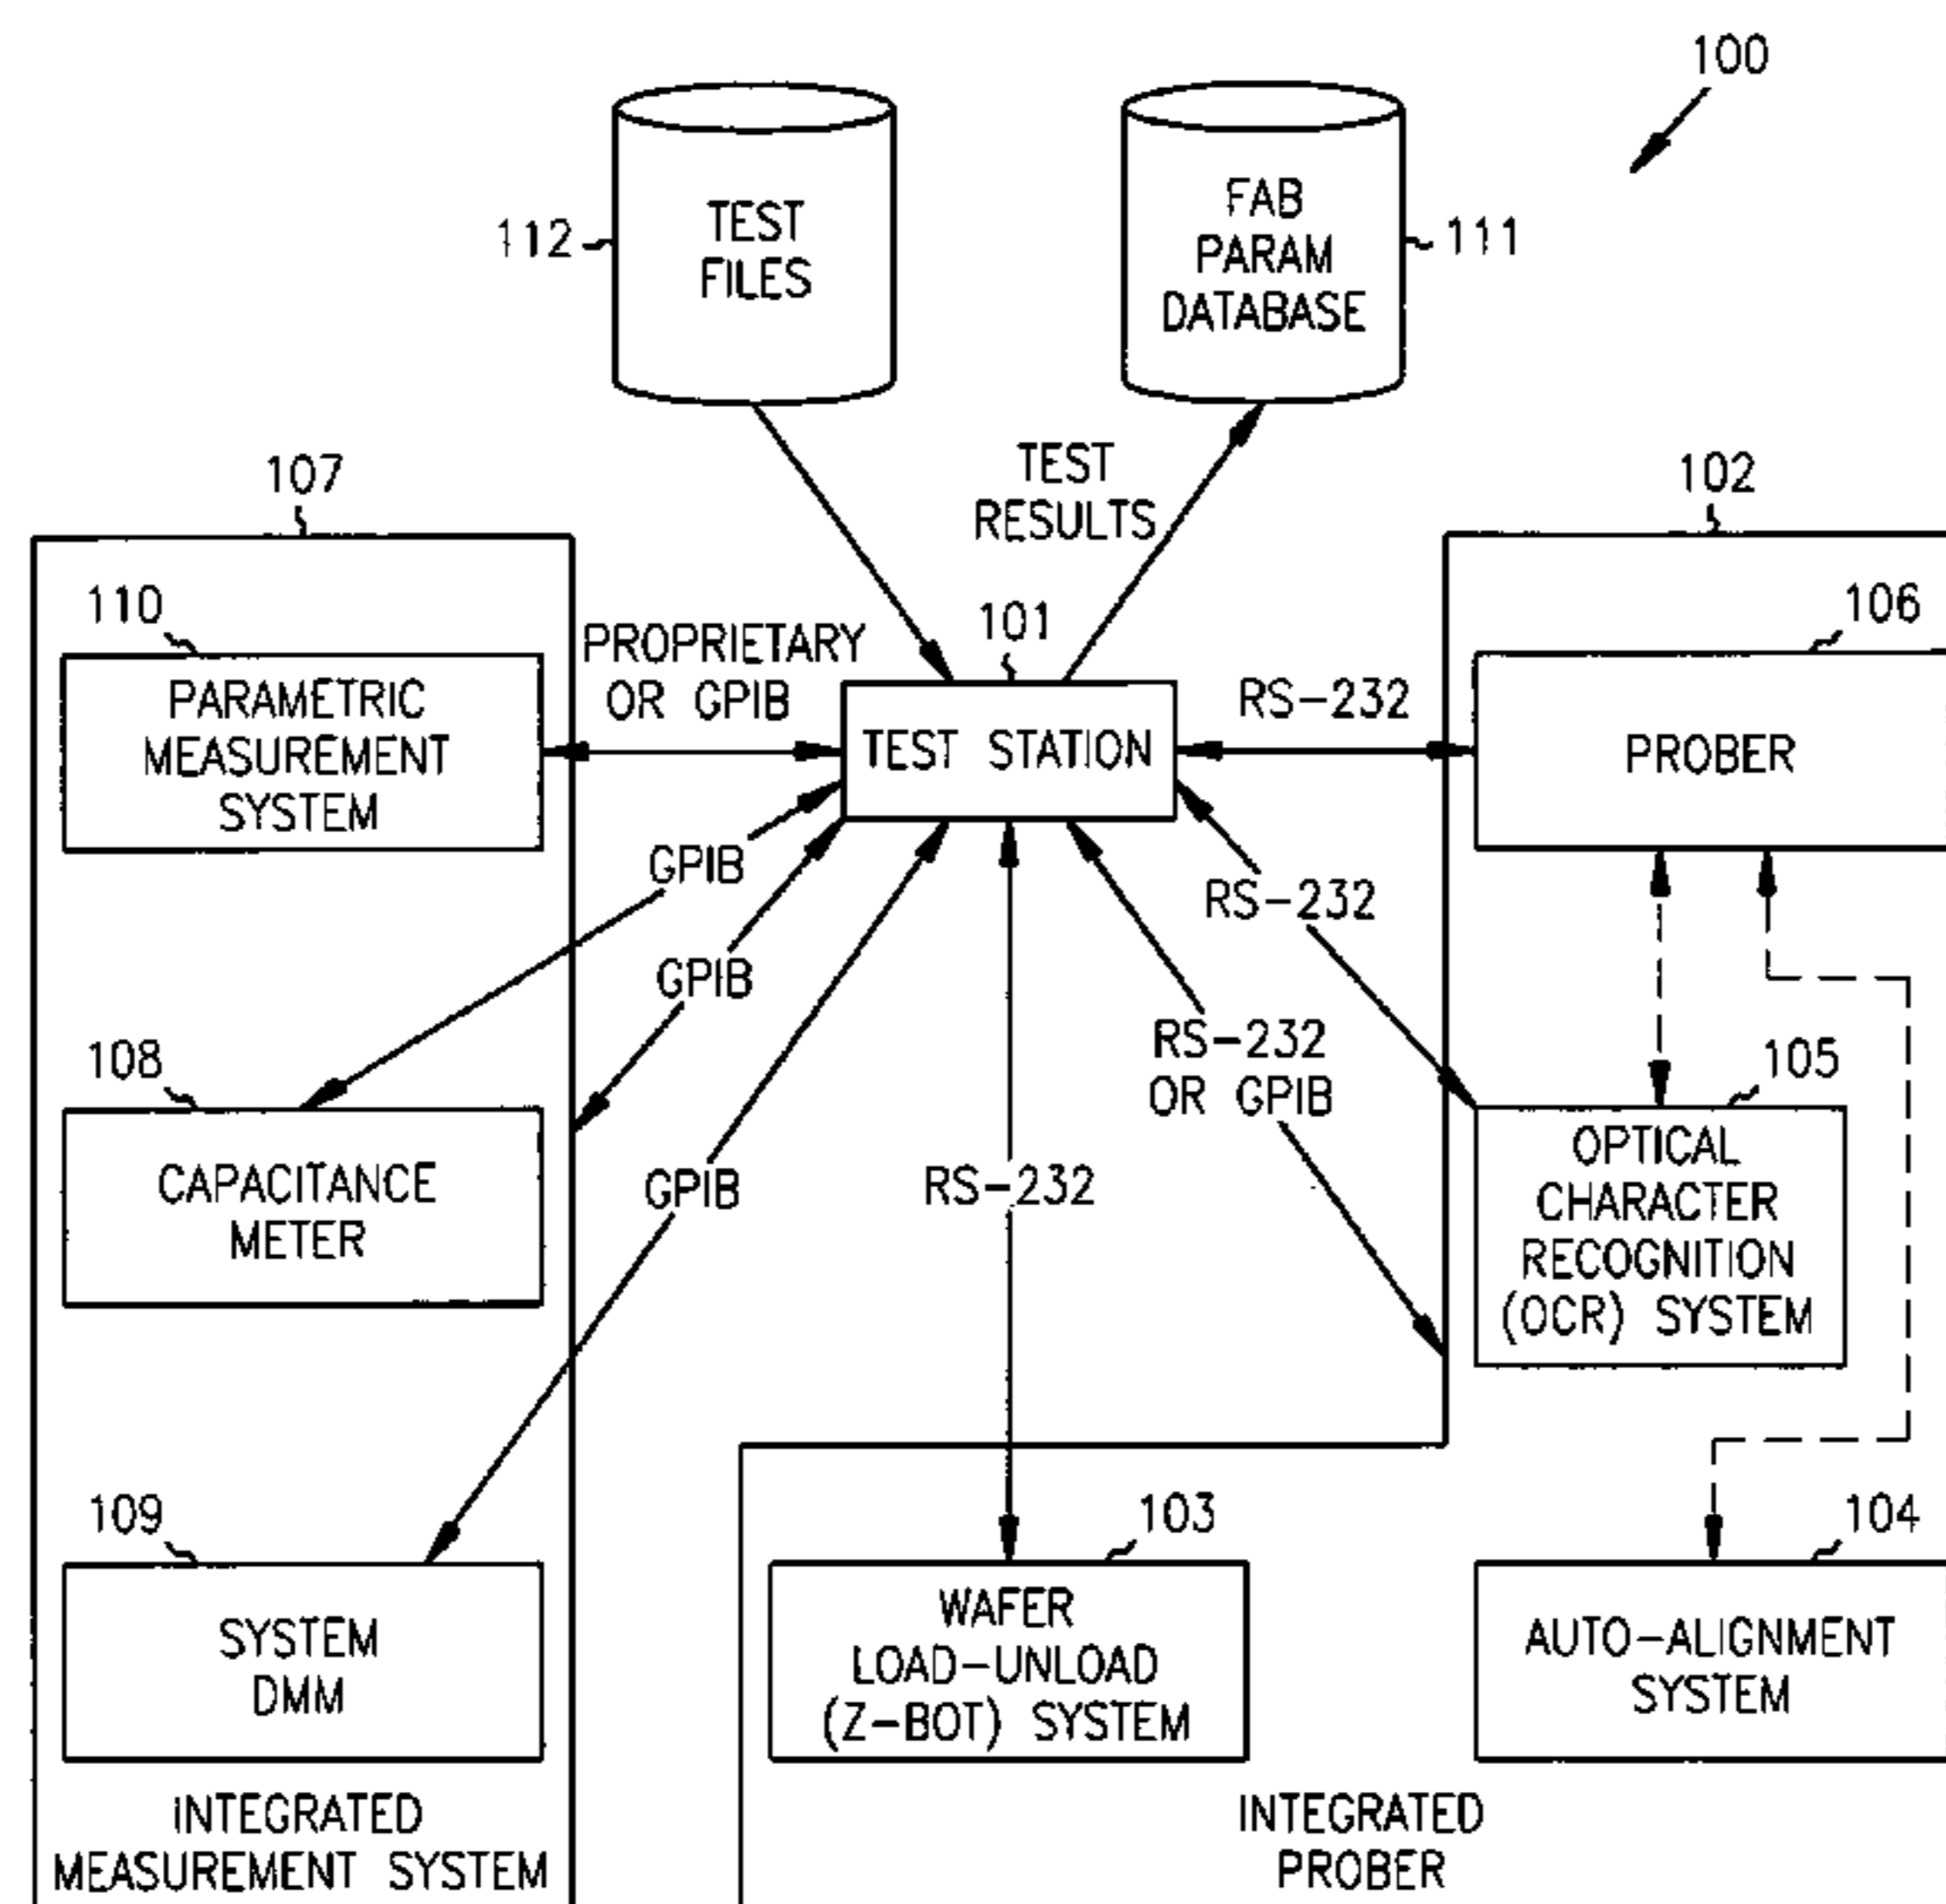 100
TEST
FILES
112
FAB
PARAM
DATABASE
111
TEST
RESULTS
107
102
110
PARAMETRIC
MEASUREMENT
SYSTEM
PROPRIETARY
OR GPIB
101
TEST STATION
RS-232
106
PROBER
GPIB
RS-232
GPIB
108
CAPACITANCE
METER
GPIB
RS-232
RS-232
OR GPIB
105
OPTICAL
CHARACTER
RECOGNITION
(OCR) SYSTEM
109
SYSTEM
DMM
103
WAFER
LOAD-UNLOAD
(Z-BOT) SYSTEM
104
AUTO-ALIGNMENT
SYSTEM
INTEGRATED
MEASUREMENT SYSTEM
INTEGRATED
PROBER